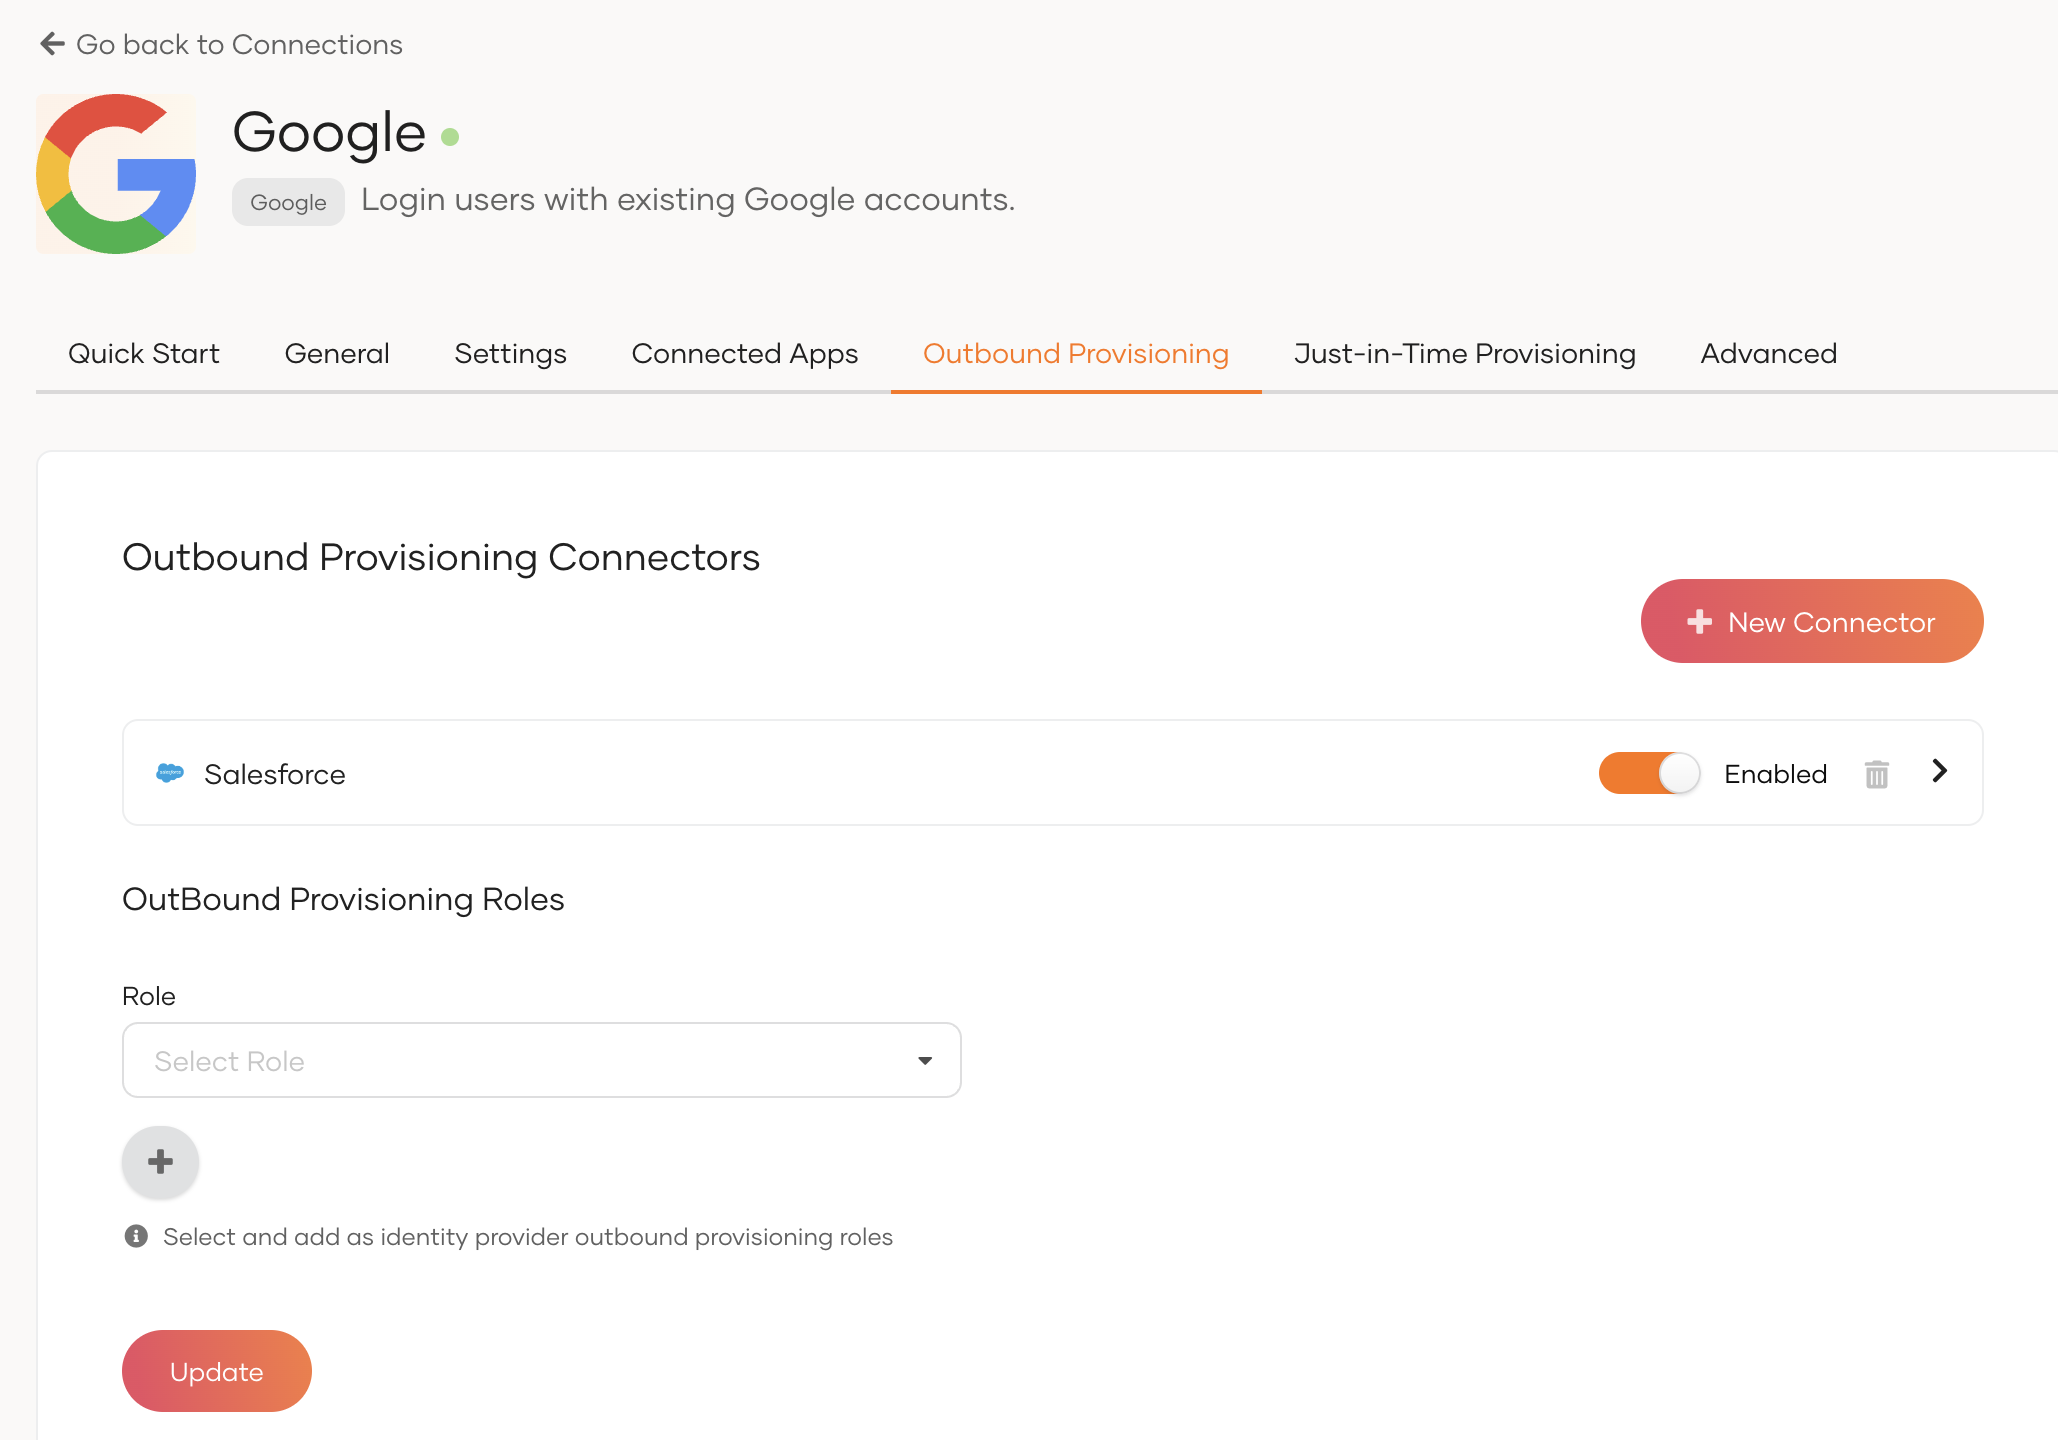 Go back to Connections
Google
Google Login users with existing Google accounts.
Quick Start General Settings Connected Apps Outbound Provisioning Just-in-Time Provisioning Advanced
Outbound Provisioning Connectors
New Connector
salesforce Salesforce Enabled
OutBound Provisioning Roles
Role
Select Role
Select and add as identity provider outbound provisioning roles
Update